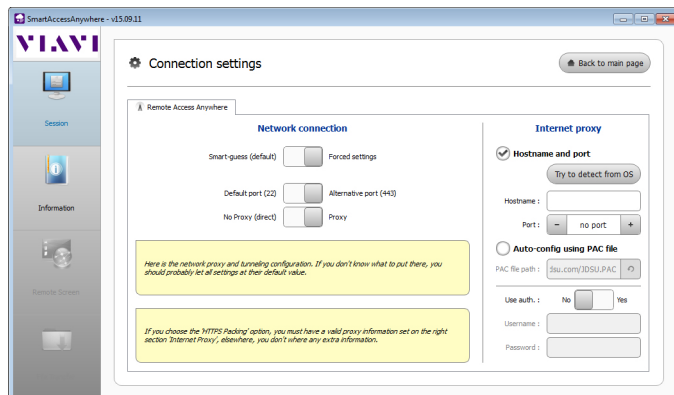 SmartAccessAnywhere - v15.09.11
VIAVI
Connection settings
Back to main page
Session
Remote Access Anywhere
Network connection
Internet proxy
Smart-guess (default)
Forced settings
Hostname and port
Try to detect from OS
Information
Default port (22)
Alternative port (443)
Hostname :
No Proxy (direct)
Proxy
Port :
- no port +
Auto-config using PAC file
Here is the network proxy and tunneling configuration. If you don't know what to put there, you
should probably let all settings at their default value.
PAC file path :
dsu.com/JDSU.PAC
Remote Screen
Use auth. :
No
Yes
Username :
If you choose the 'HTTPS Packing' option, you must have a valid proxy information set on the right
section 'Internet Proxy', elsewhere, you don't where any extra information.
Password :